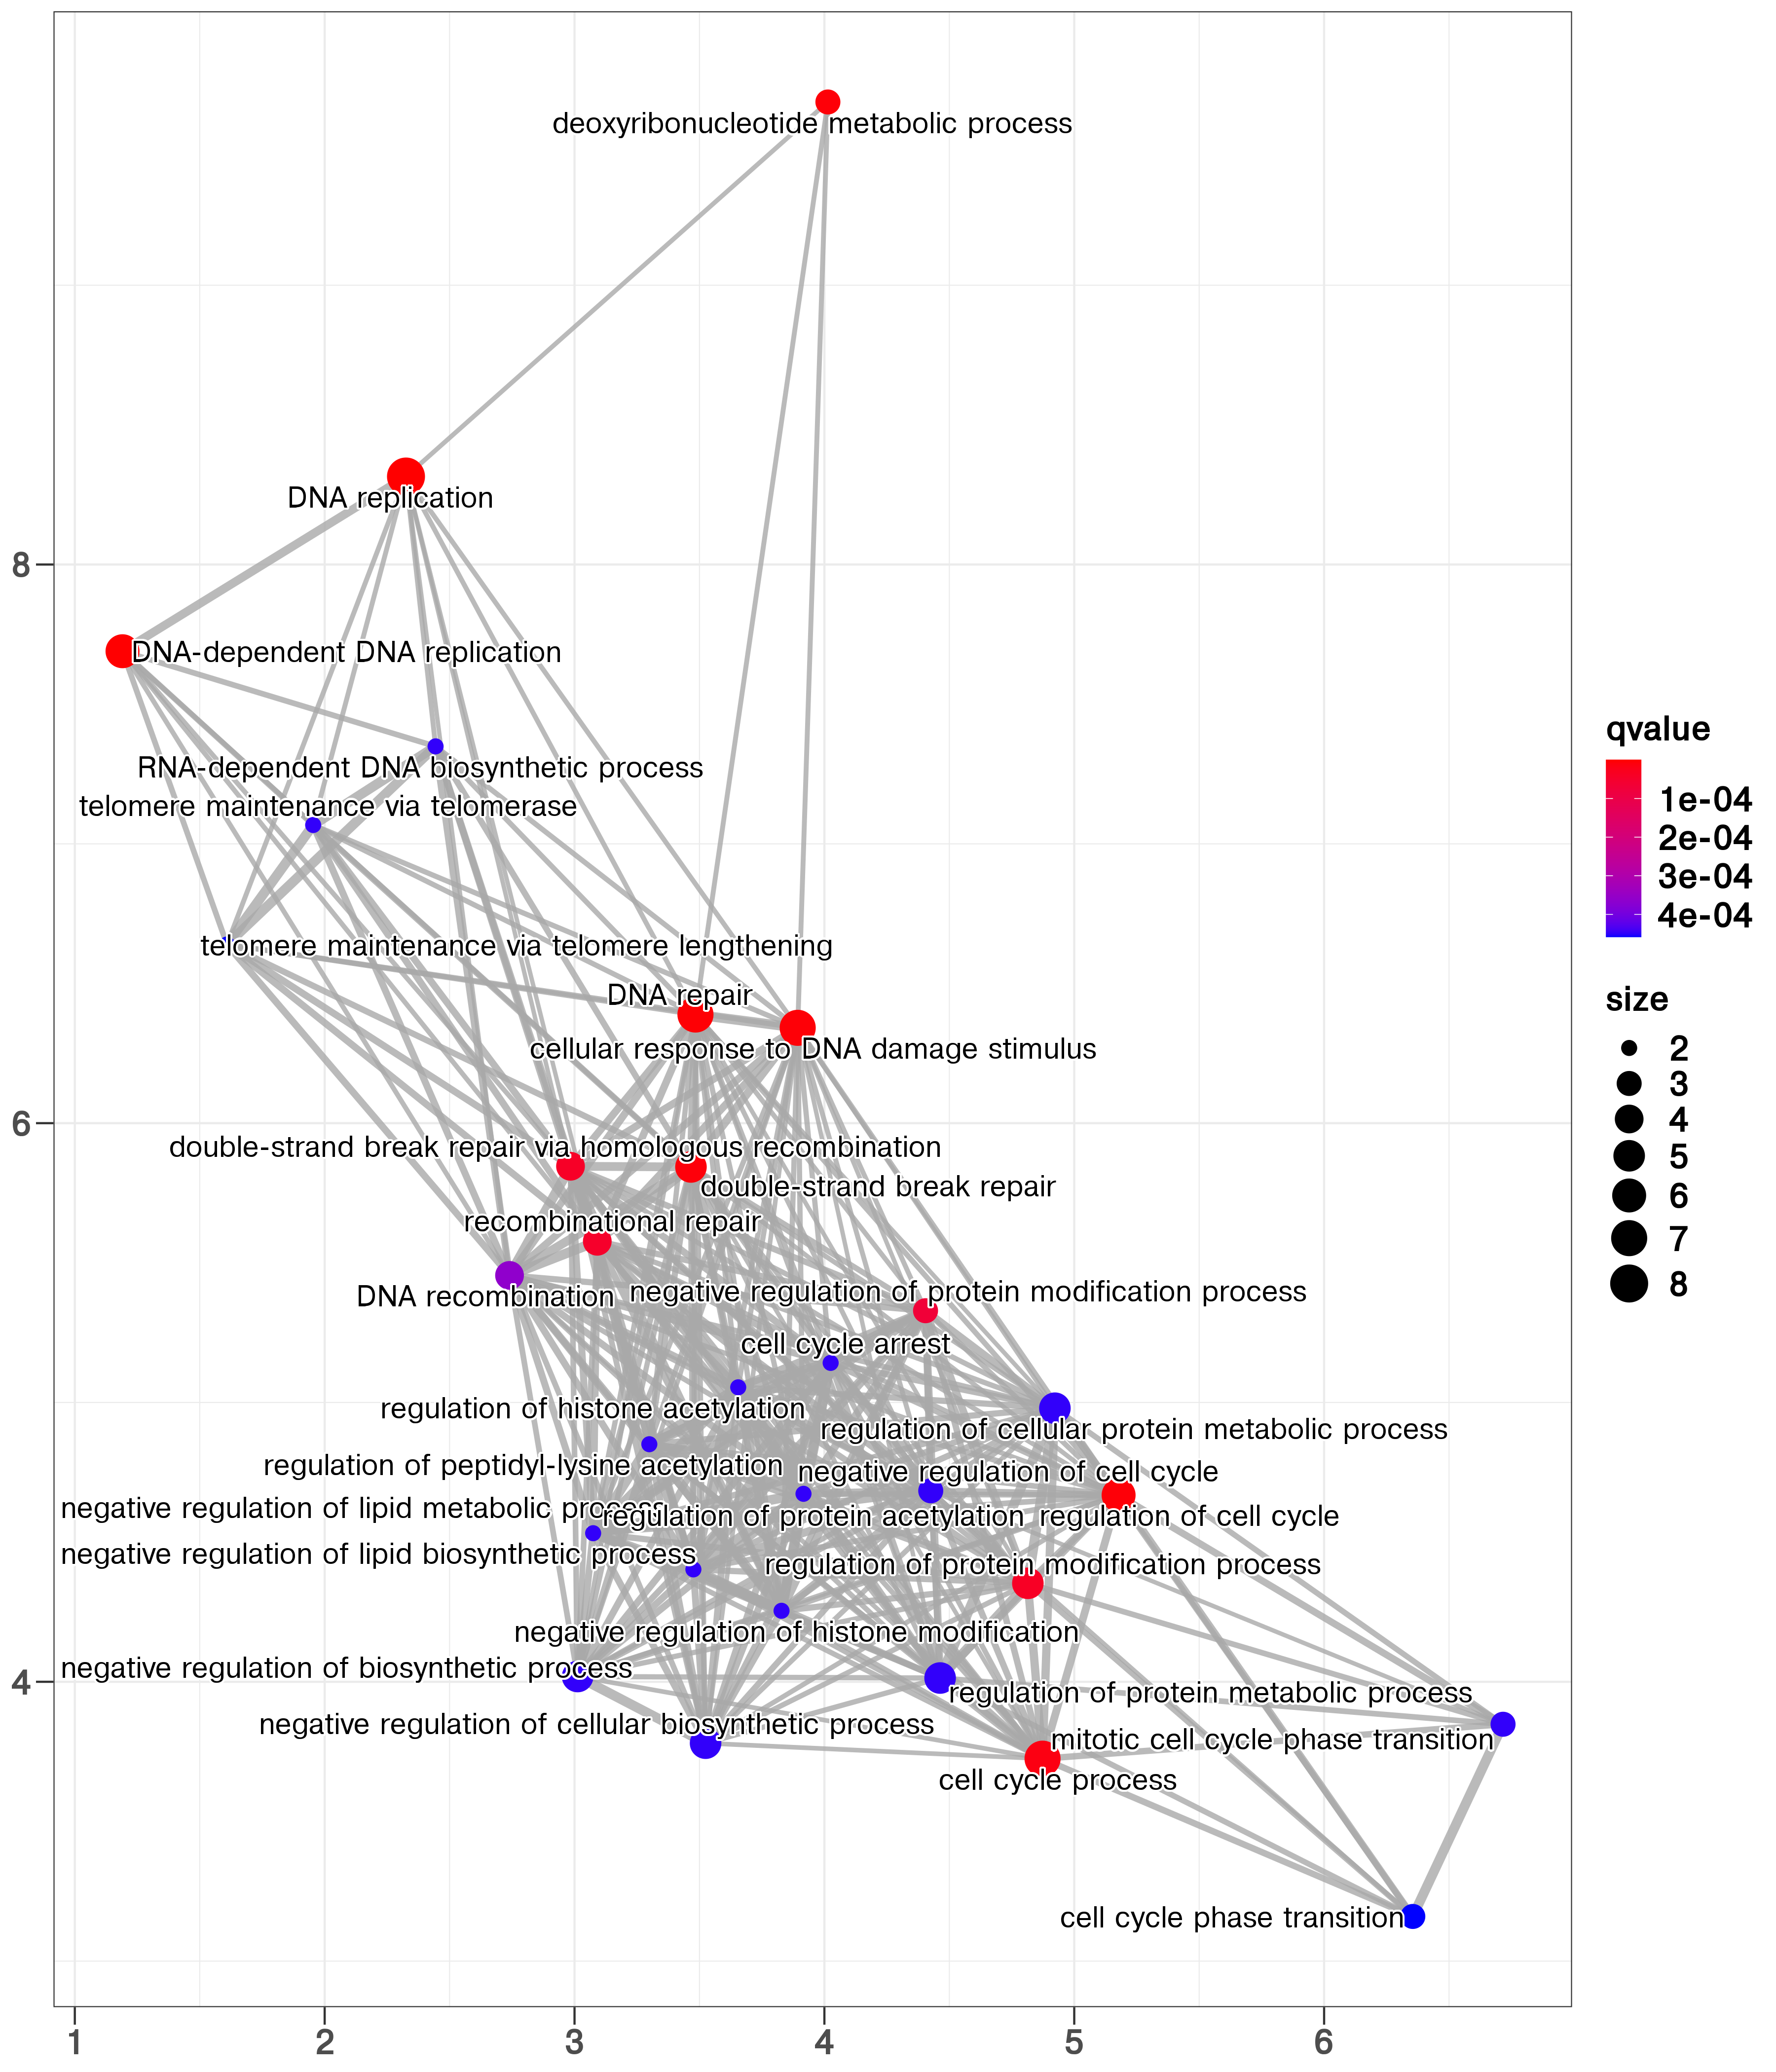 deoxyribonucleotide metabolic process
DNA replication
8
DNA-dependent DNA replication
qvalue
RNA-dependent DNA biosynthetic process
1e-04
telomere maintenance via telomerase
2e-04
3e-04
4e-04
telomere maintenance via telomere lengthening
DNA repair
size
cellular response to DNA damage stimulus
2
3
6
4
double-strand break repair via homologous recombination
5
double-strand break repair
6
recombinational repair
7
negative regulation of protein modification process
8
DNA recombination
cell cycle arrest
regulation of histone acetylation
regulation of cellular protein metabolic process
regulation of peptidyl-lysine acetylation
negative regulation of cell cycle
negative regulation of lipid metabolic process
regulation of protein acetylation
regulation of cell cycle
negative regulation of lipid biosynthetic process
regulation of protein modification process
negative regulation of histone modification
negative regulation of biosynthetic process
4
regulation of protein metabolic process
negative regulation of cellular biosynthetic process
mitotic cell cycle phase transition
cell cycle process
cell cycle phase transition
1 2 3 4 5 6